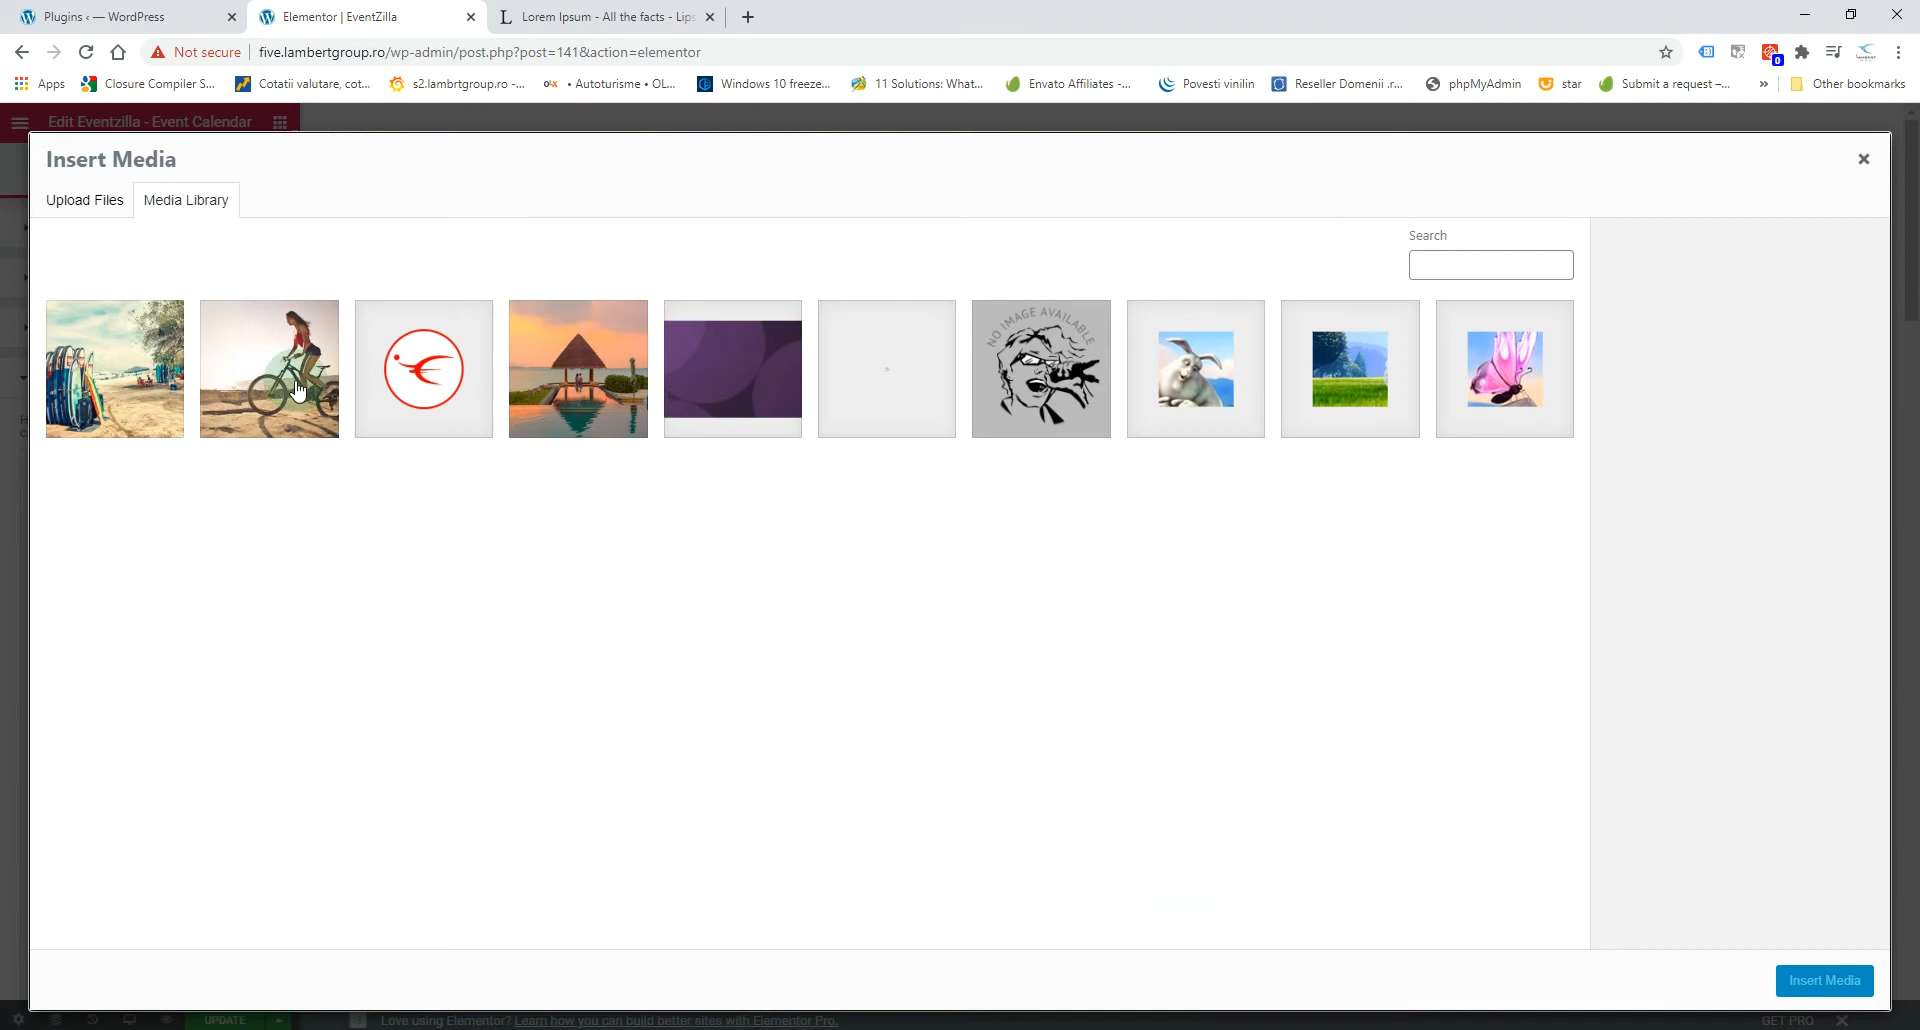 Plugins ‹ — WordPress
Elementor | EventZilla
Lorem Ipsum - All the facts - Lips
Not secure
five.lambertgroup.ro/wp-admin/post.php?post=141&action=elementor
0
Apps
Closure Compiler S...
Cotatii valutare, cot...
s2.lambrtgroup.ro -...
• Autoturisme • OL...
Windows 10 freeze...
11 Solutions: What...
Envato Affiliates -...
Povesti vinilin
Reseller Domenii .r...
phpMyAdmin
star
Submit a request –...
»
Other bookmarks
Edit Eventzilla - Event Calendar
Insert Media
Upload Files
Media Library
Search
NO IMAGE AVAILABLE
Insert Media
UPDATE
Love using Elementor? Learn how you can build better sites with Elementor Pro.
GET PRO